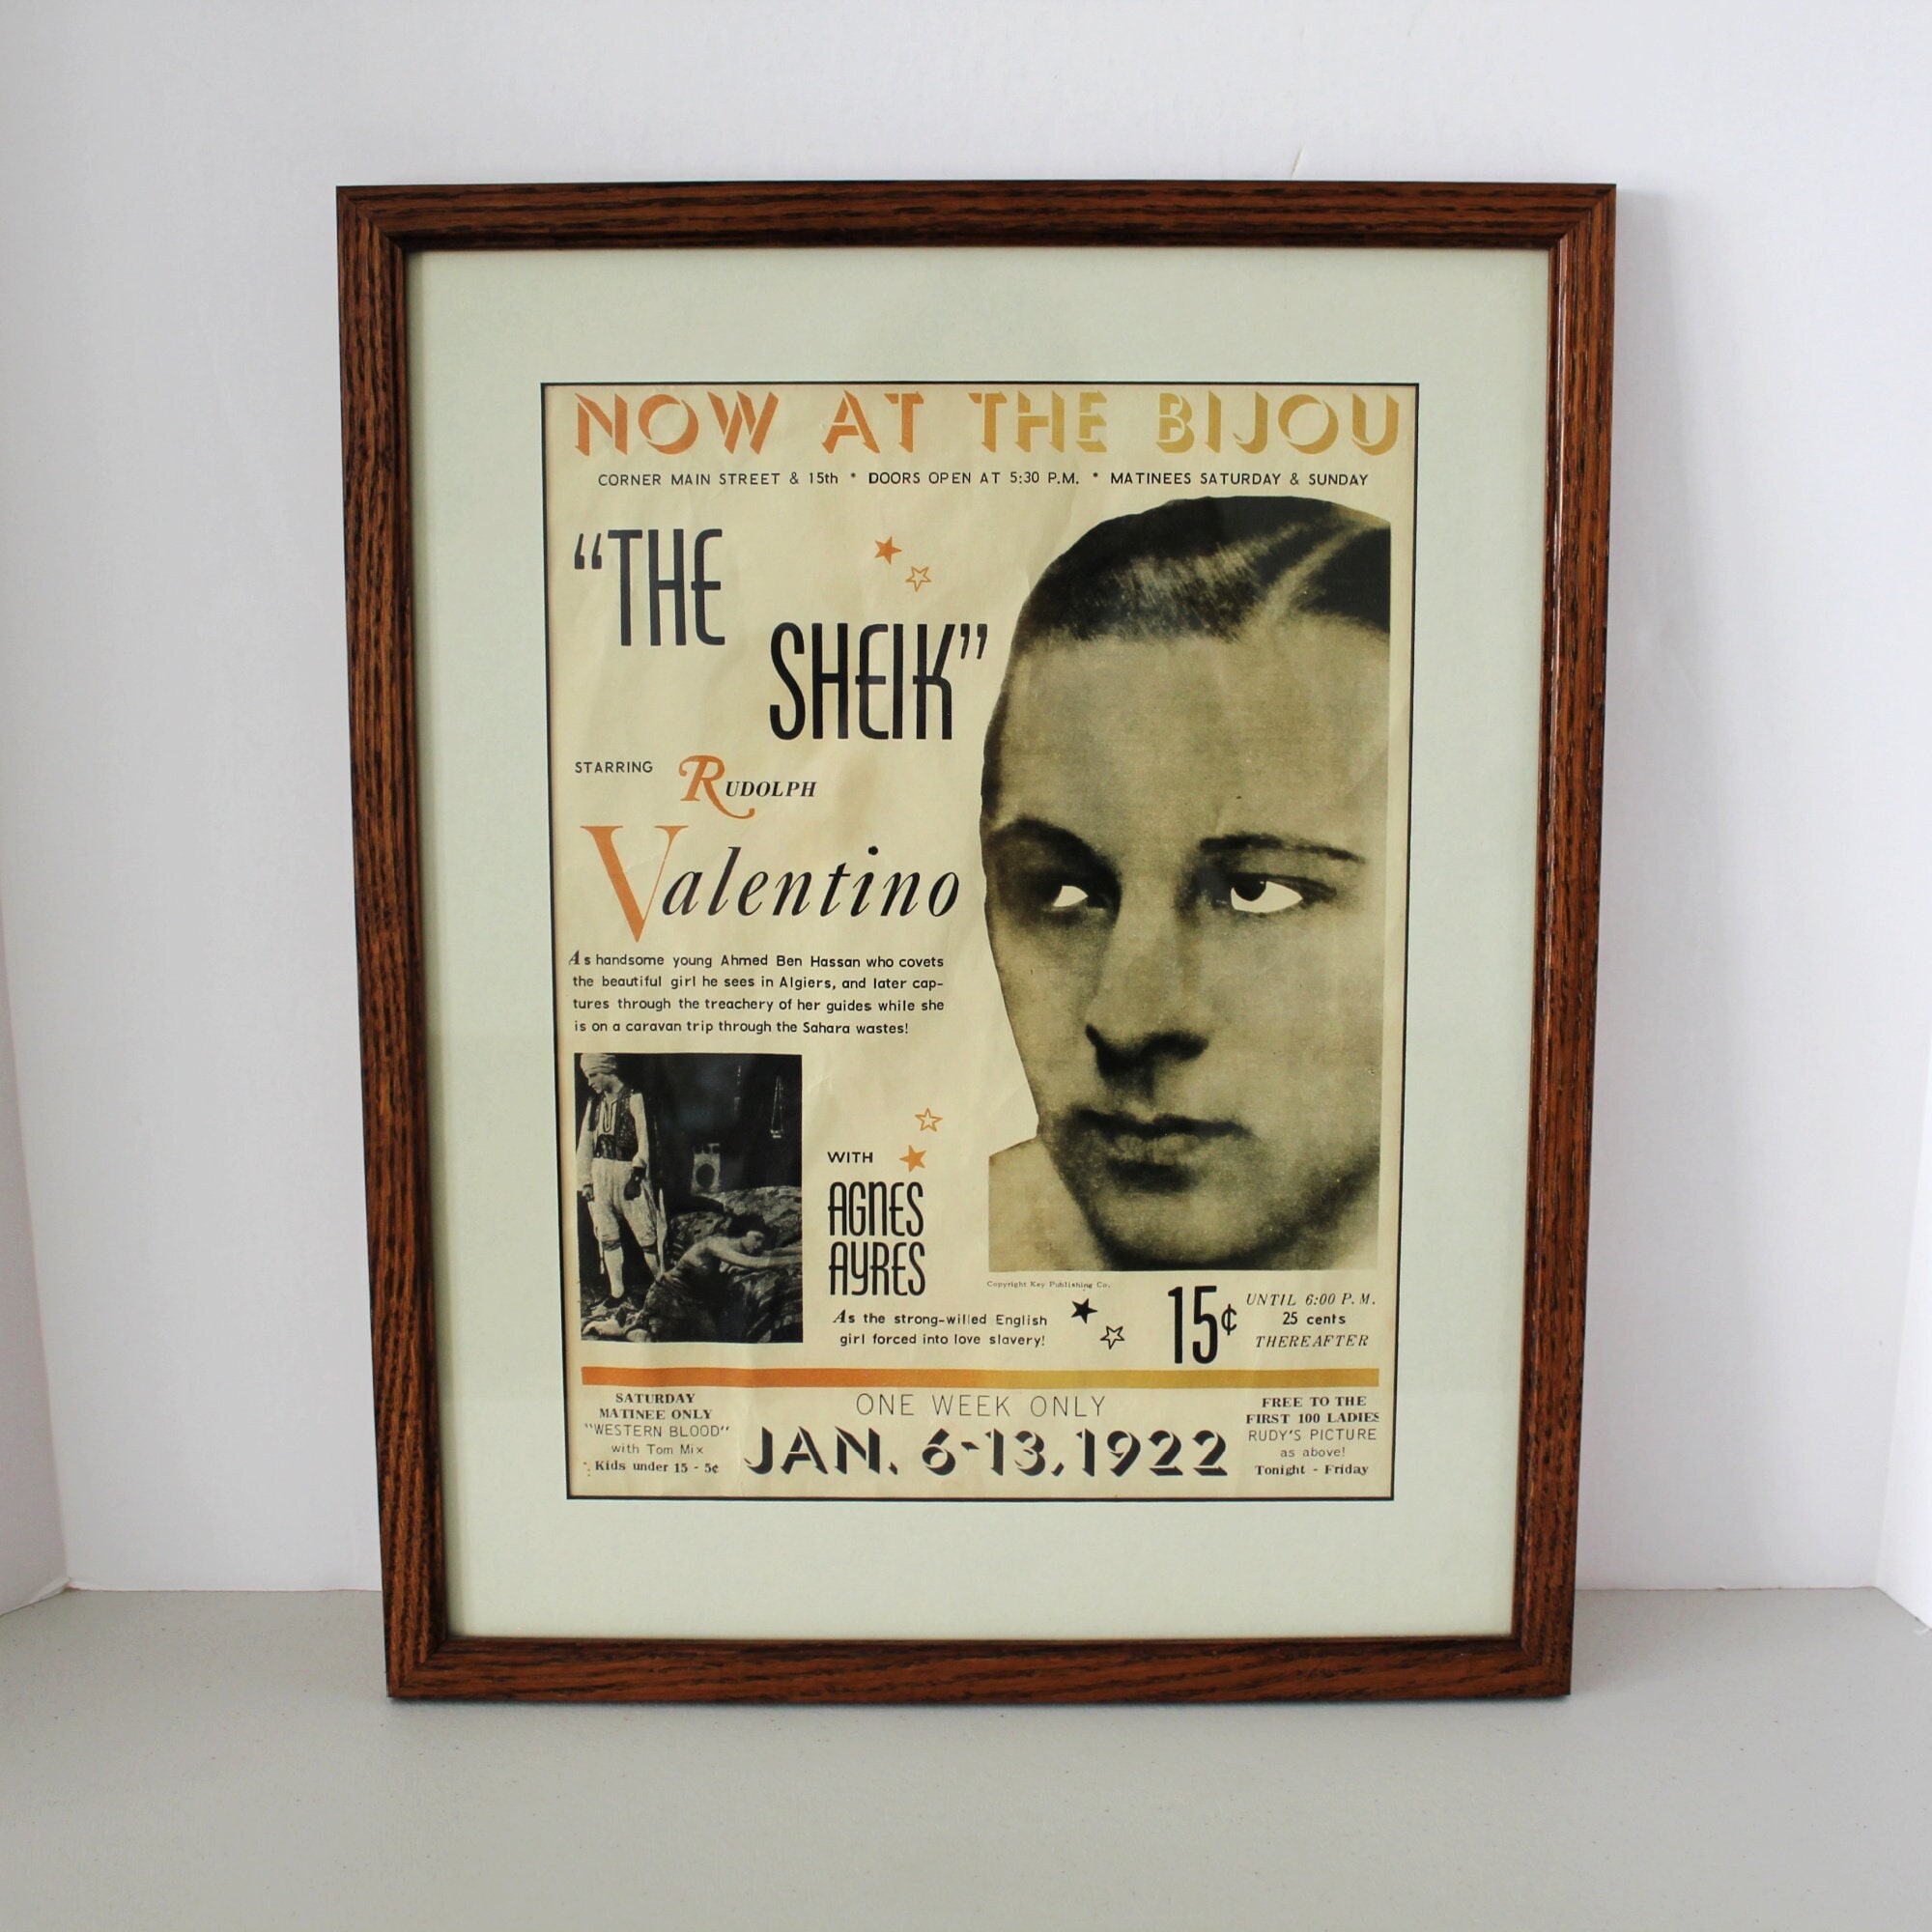 NOW AT THE BIJOU
CORNER MAIN STREET & 15th * DOORS OPEN AT 5:30 P.M. * MATINEES SATURDAY & SUNDAY
“THE
SHEIK”
STARRING RUDOLPH
Valentino
As handsome young Ahmed Ben Hassan who covets
the beautiful girl he sees in Algiers, and later cap-
tures through the treachery of her guides while she
is on a caravan trip through the Sahara wastes!
WITH
AGNES
AYRES
As the strong-willed English
girl forced into love slavery!
Copyright Key Publishing Co.
15¢
UNTIL 6:00 P.M.
25 cents
THEREAFTER
SATURDAY
MATINEE ONLY
"WESTERN BLOOD"
with Tom Mix
Kids under 15 - 5¢
ONE WEEK ONLY
JAN. 6-13, 1922
FREE TO THE
FIRST 100 LADIES
RUDY'S PICTURE
as above!
Tonight - Friday